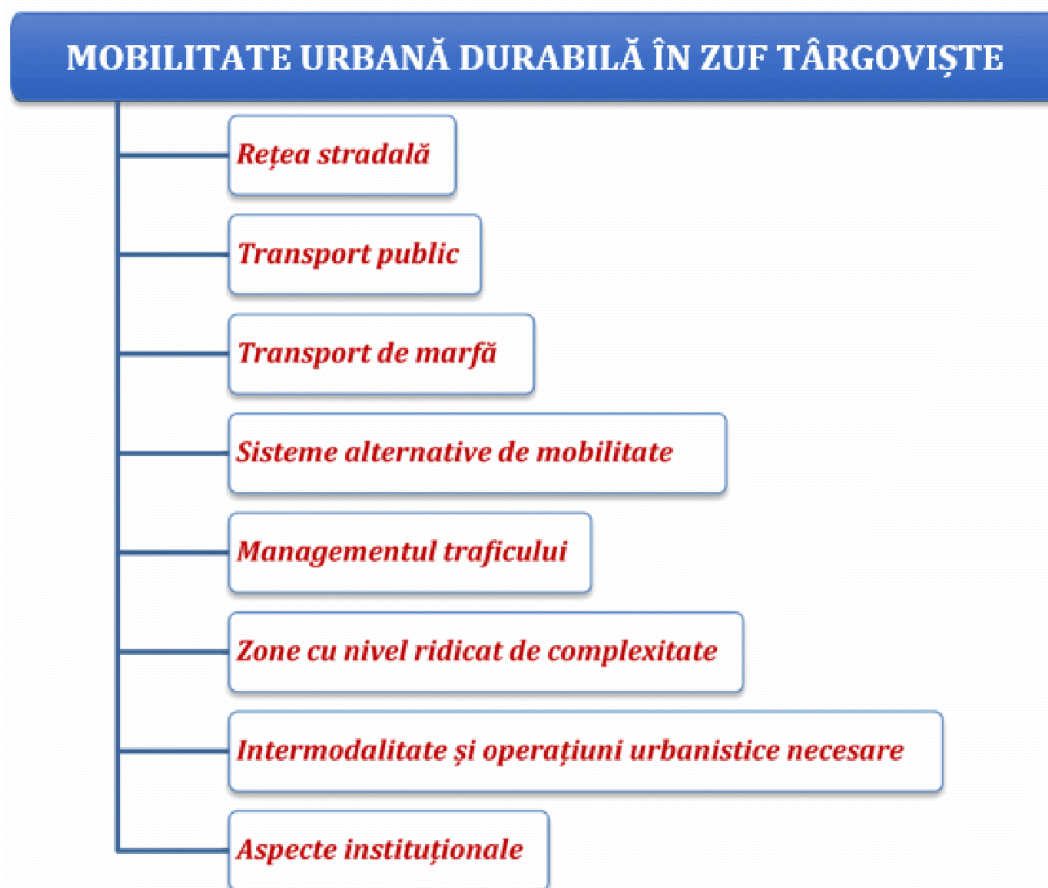 MOBILITATE URBANĂ DURABILĂ ÎN ZUF TÂRGOVIȘTE
Rețea stradală
Transport public
Transport de marfă
Sisteme alternative de mobilitate
Managementul traficului
Zone cu nivel ridicat de complexitate
Intermodalitate și operațiuni urbanistice necesare
Aspecte instituționale